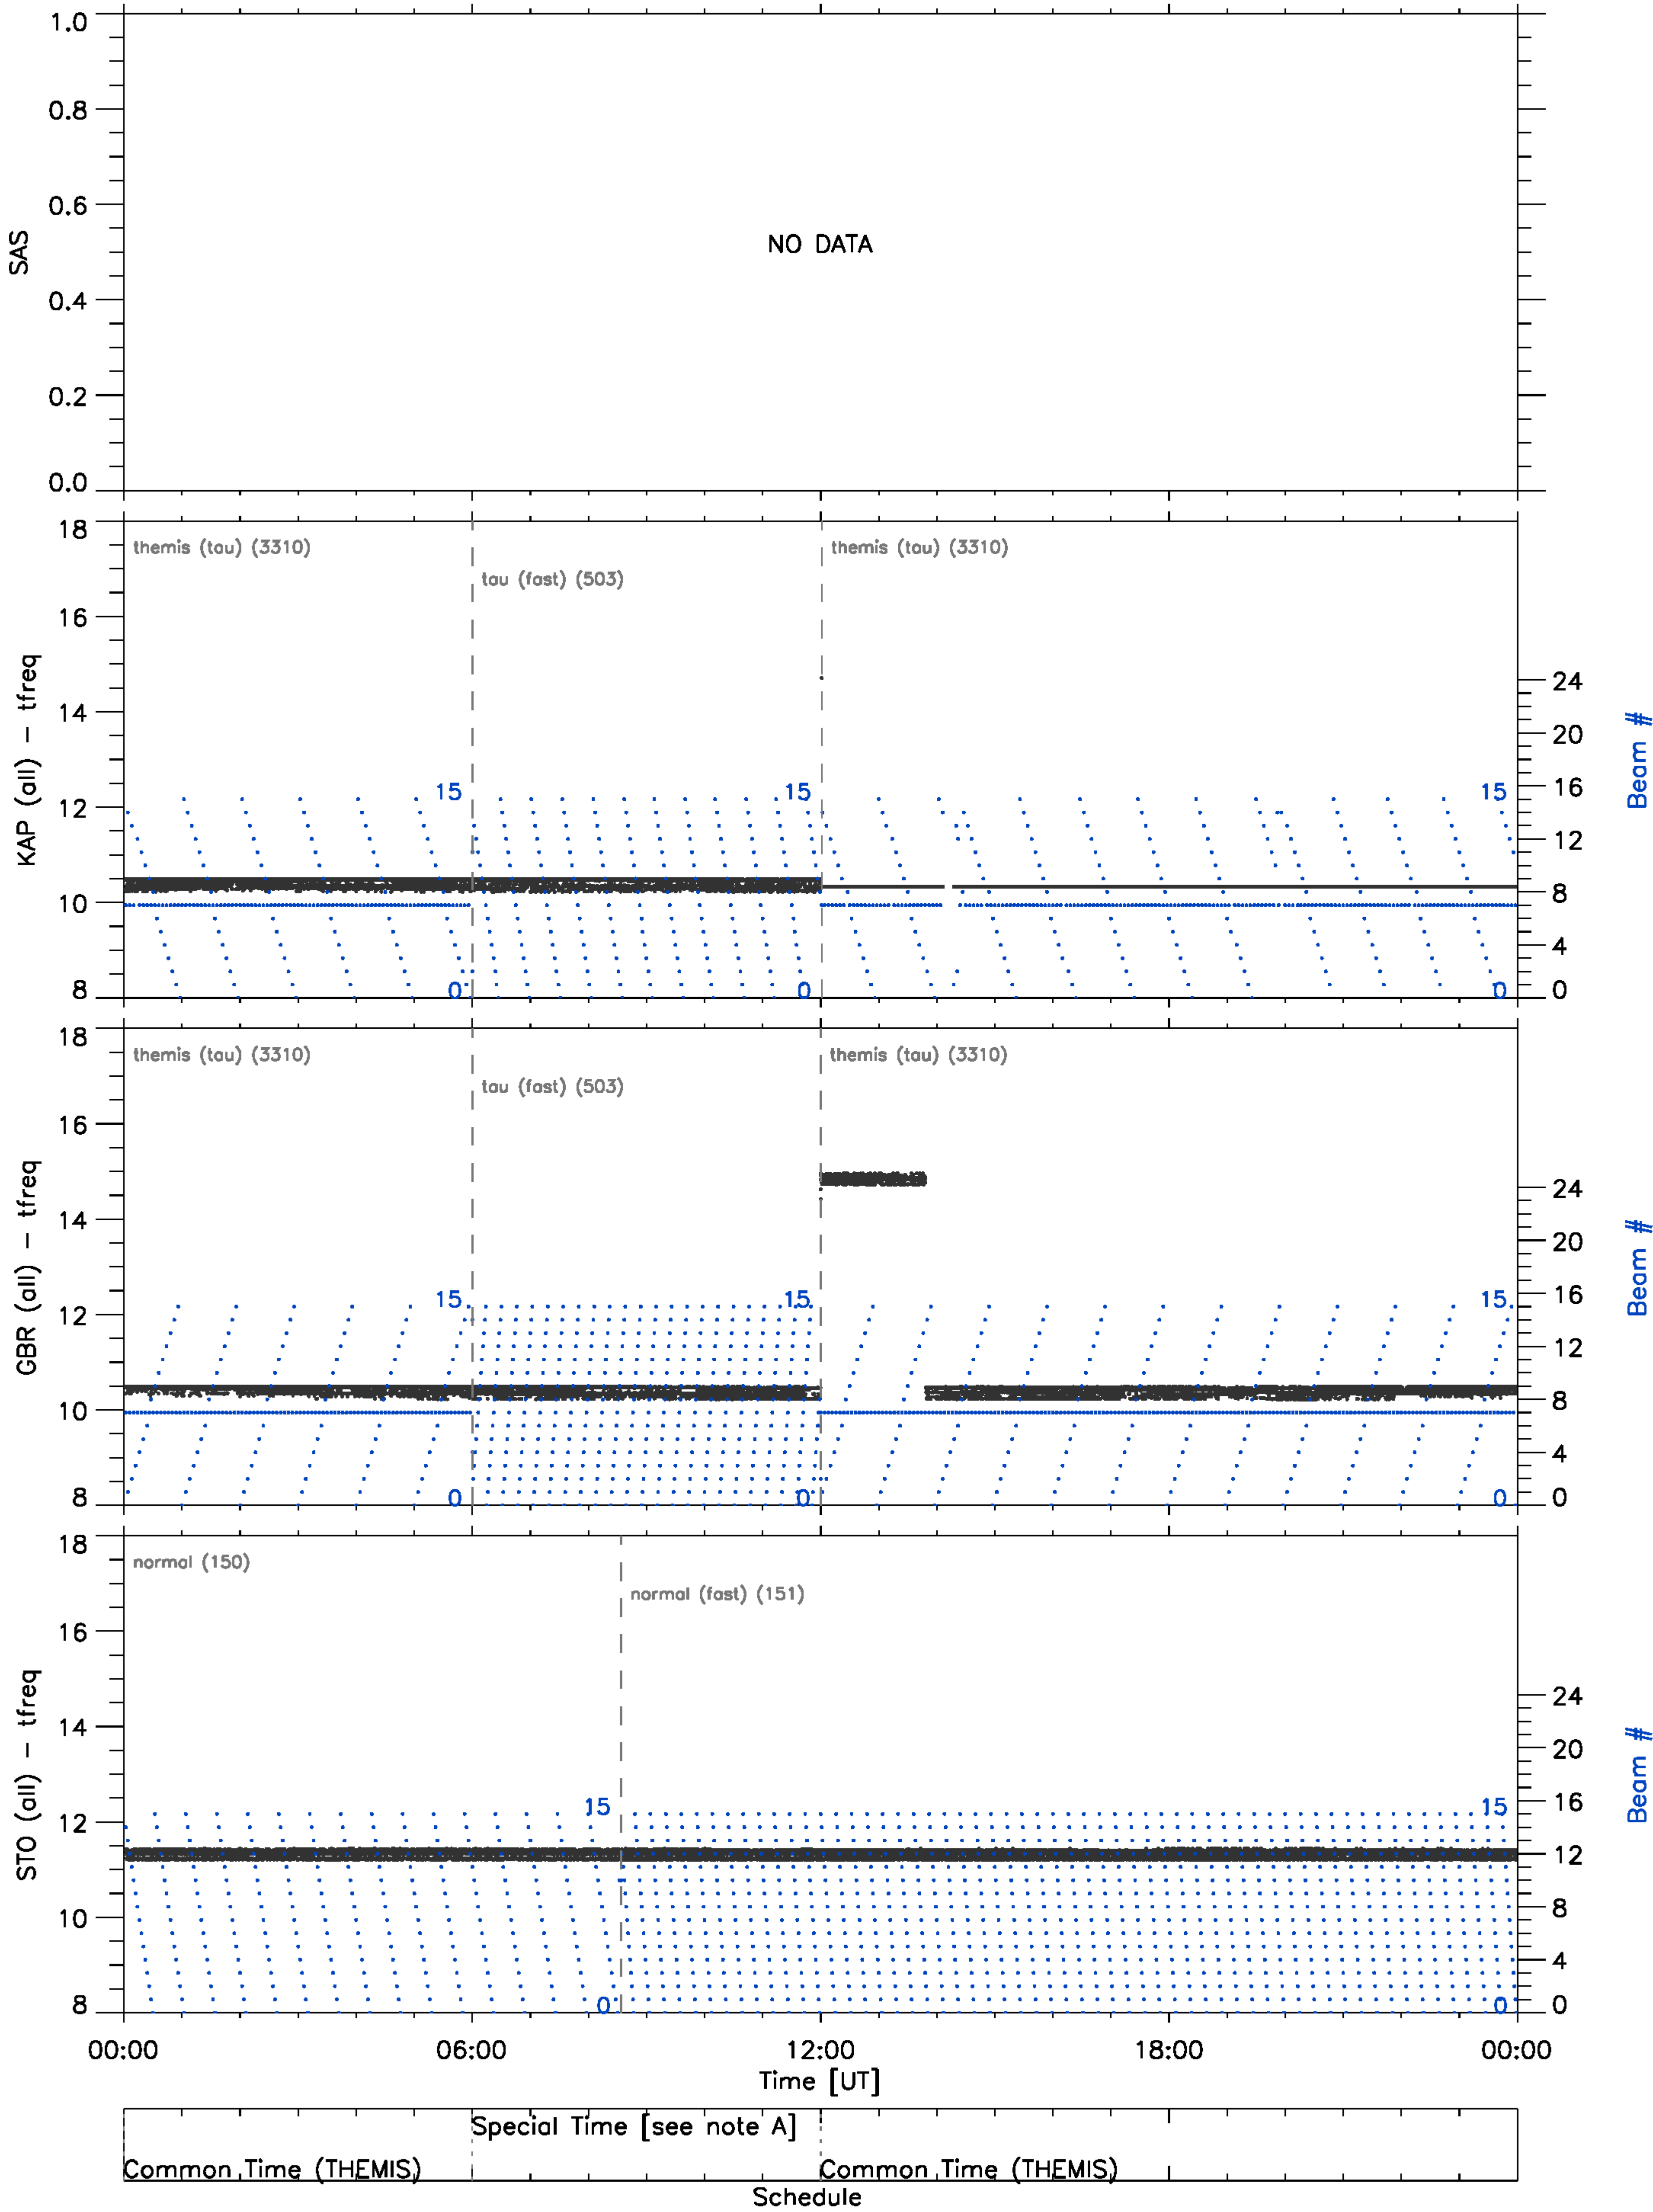 1.0
0.8
0.6
0.4
0.2
0.0
SAS
NO DATA
18
16
14
12
10
8
KAP (all) – tfreq
themis (tau) (3310)
tau (fast) (503)
themis (tau) (3310)
15
15
15
0
0
0
24
20
16
12
8
4
0
Beam #
18
16
14
12
10
8
GBR (all) – tfreq
themis (tau) (3310)
tau (fast) (503)
themis (tau) (3310)
15
15
15
0
0
0
24
20
16
12
8
4
0
Beam #
18
16
14
12
10
8
STO (all) – tfreq
normal (150)
normal (fast) (151)
15
15
0
0
24
20
16
12
8
4
0
Beam #
00:00 06:00 12:00 18:00 00:00
Time [UT]
Special Time [see note A]
Common Time (THEMIS) Common Time (THEMIS)
Schedule